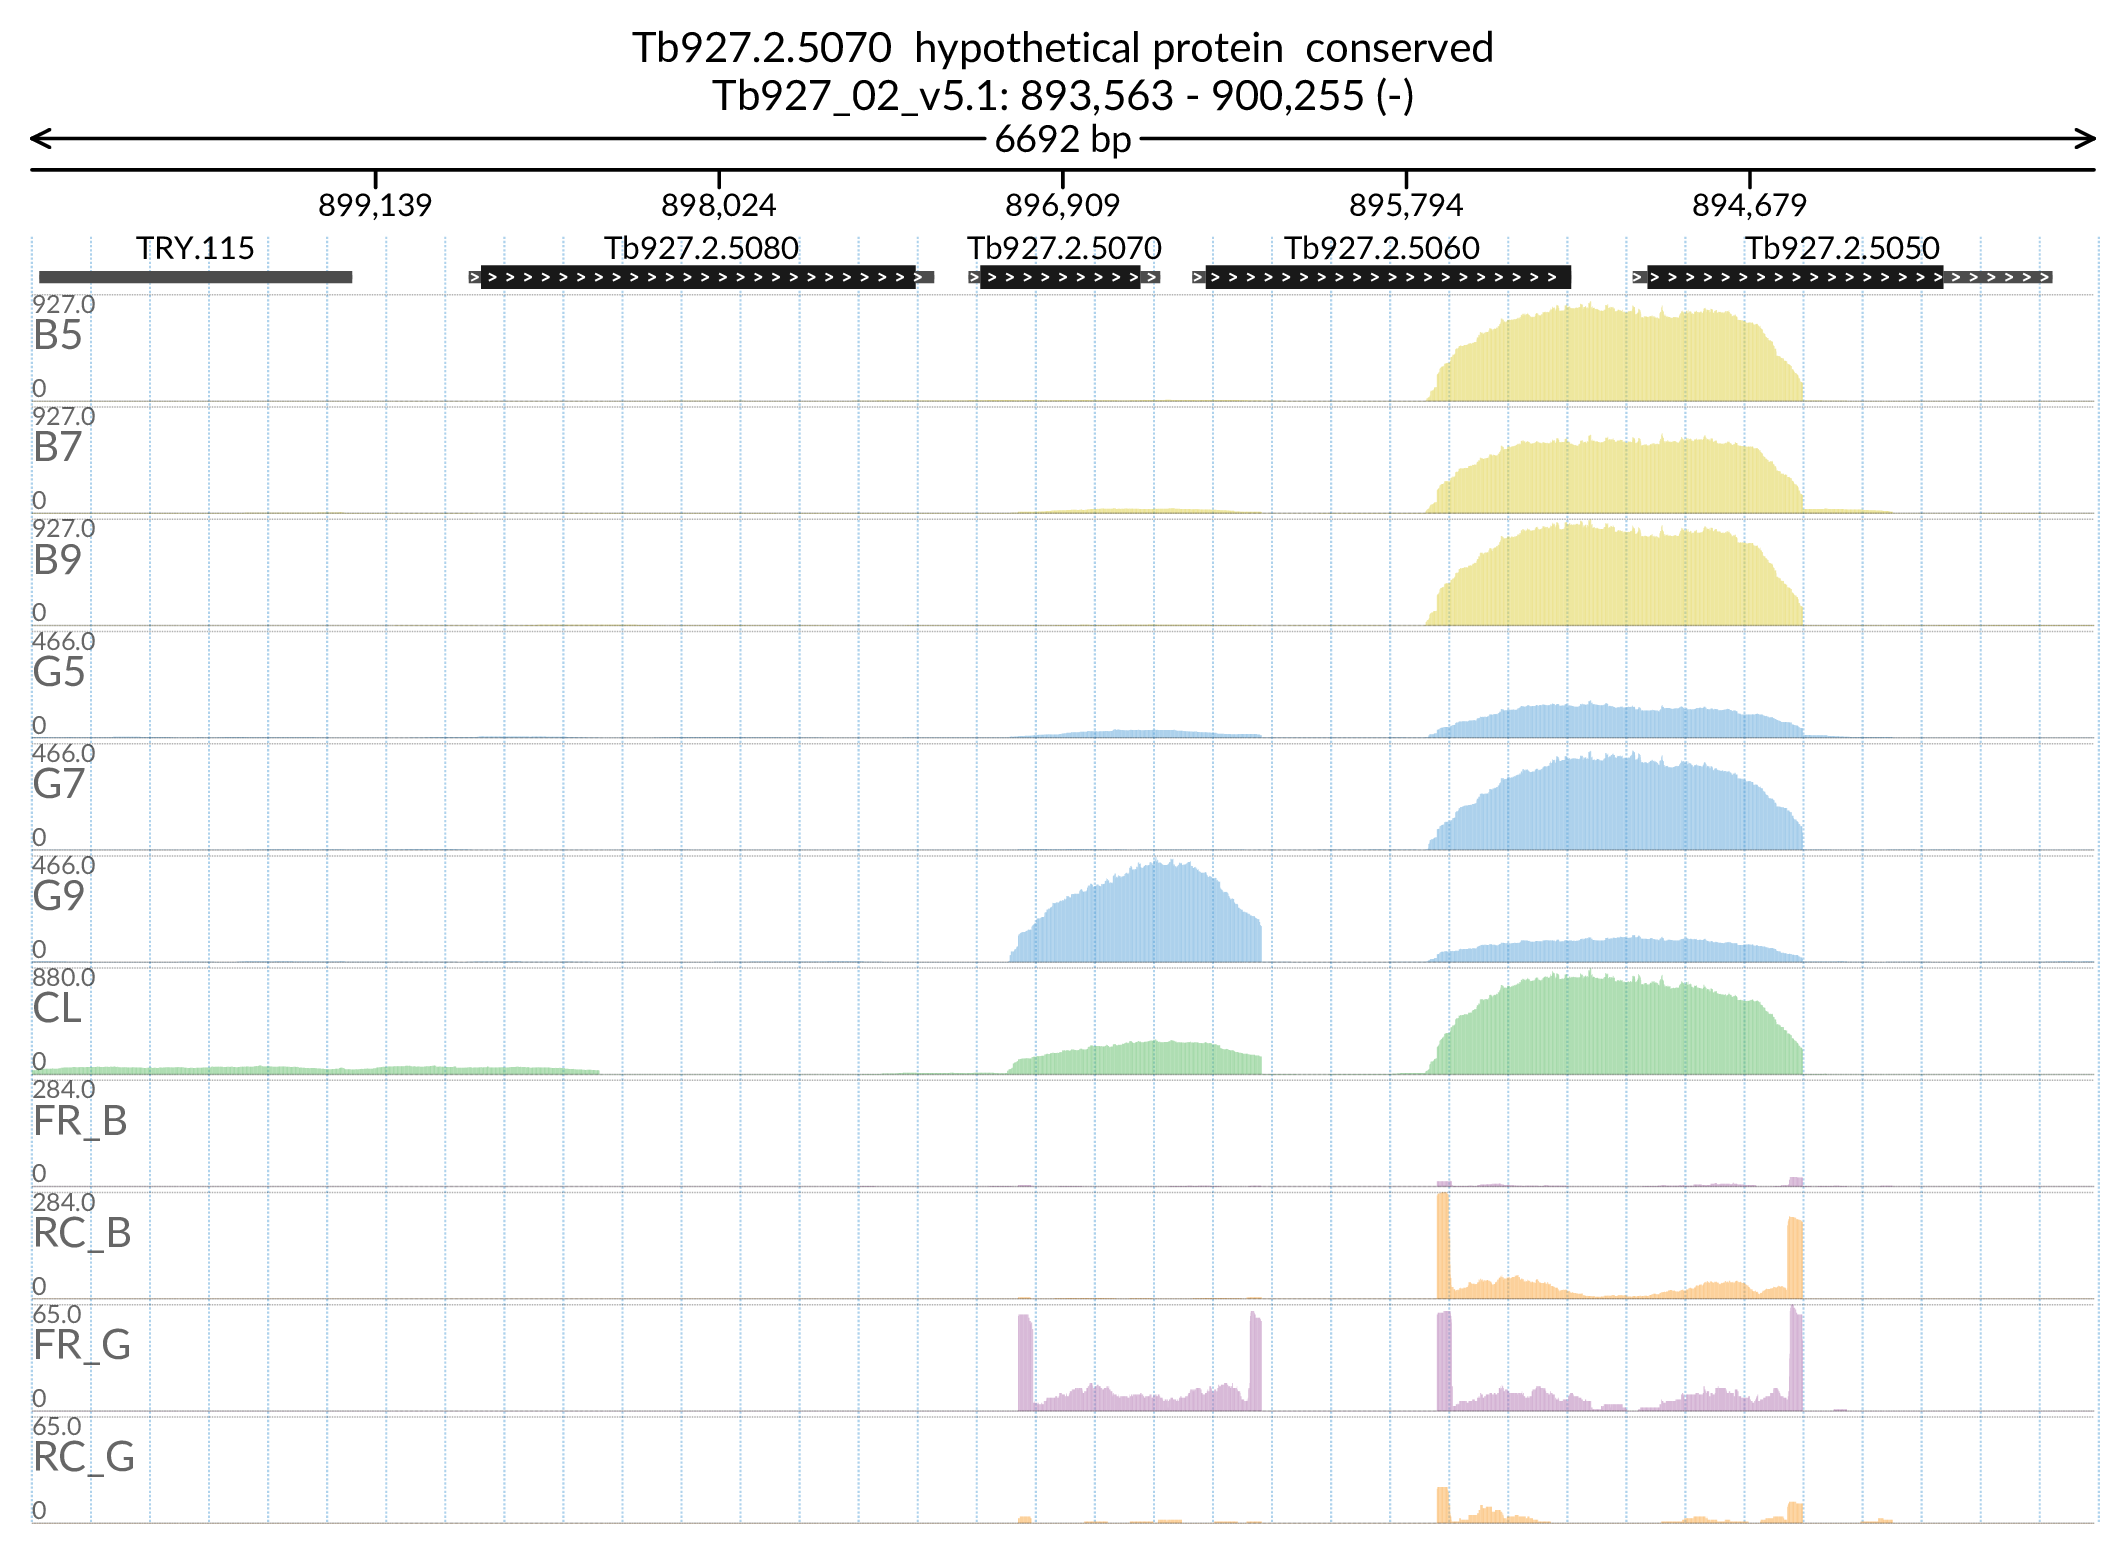 Tb927.2.5070 hypothetical protein conserved
Tb927_02_v5.1: 893,563 - 900,255 (-)
6692 bp
899,139 898,024 896,909 895,794 894,679
TRY.115 Tb927.2.5080 Tb927.2.5070 Tb927.2.5060 Tb927.2.5050
927.0
B5
0
927.0
B7
0
927.0
B9
0
466.0
G5
0
466.0
G7
0
466.0
G9
0
880.0
CL
0
284.0
FR_B
0
284.0
RC_B
0
65.0
FR_G
0
65.0
RC_G
0